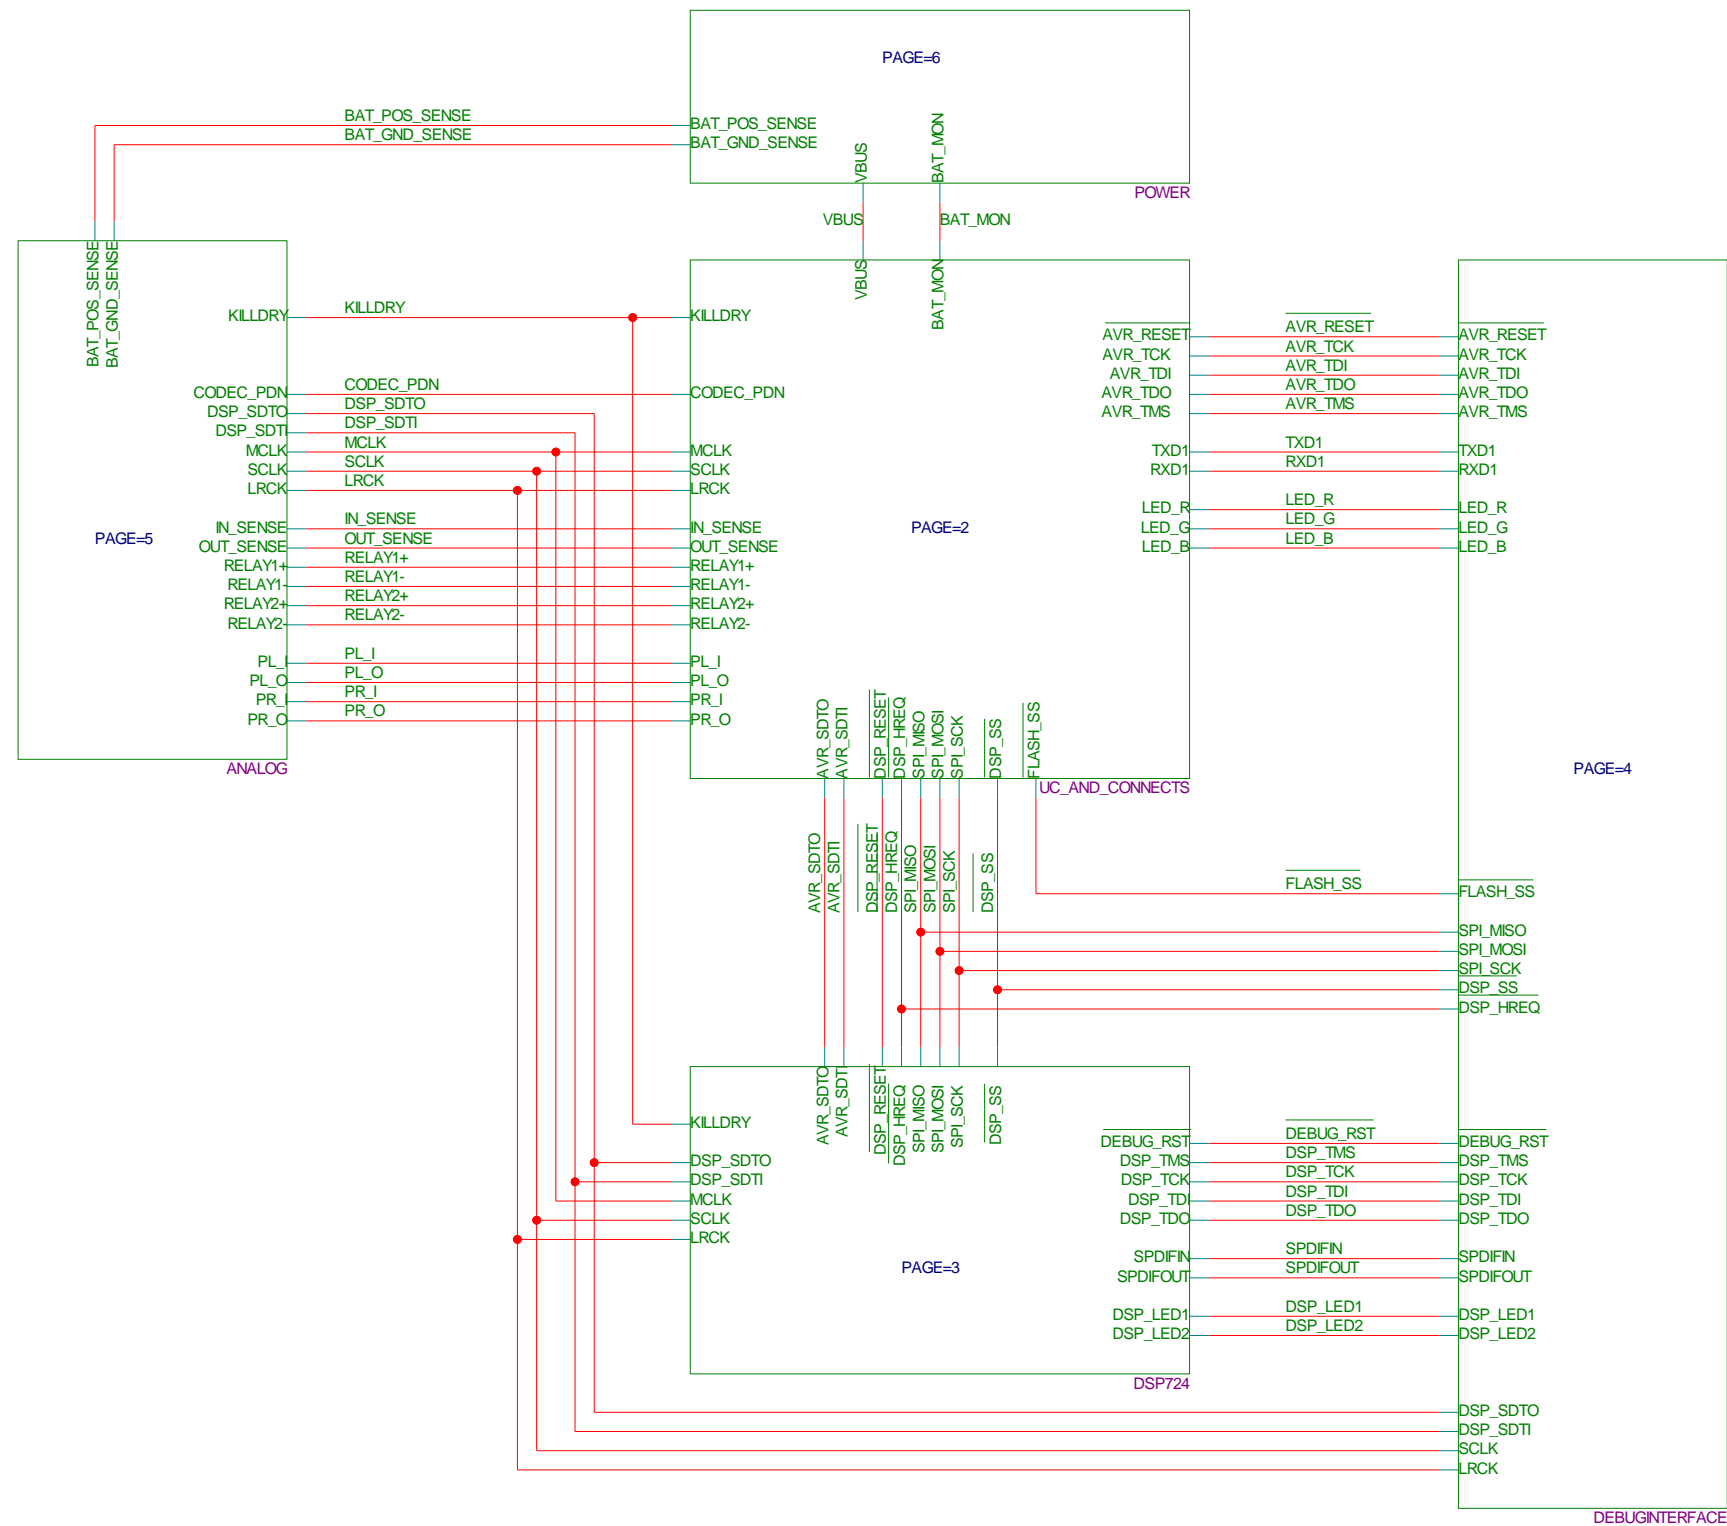 PAGE=6
BAT_POS_SENSE
BAT_GND_SENSE
BAT_POS_SENSE
BAT_GND_SENSE
VBUS
BAT_MON
POWER
VBUS
BAT_MON
BAT_POS_SENSE
BAT_GND_SENSE
KILLDRY
CODEC_PDN
DSP_SDTO
DSP_SDTI
MCLK
SCLK
LRCK
IN_SENSE
OUT_SENSE
RELAY1+
RELAY1-
RELAY2+
RELAY2-
PL_I
PL_O
PR_I
PR_O
PAGE=5
ANALOG
KILLDRY
CODEC_PDN
DSP_SDTO
DSP_SDTI
MCLK
SCLK
LRCK
IN_SENSE
OUT_SENSE
RELAY1+
RELAY1-
RELAY2+
RELAY2-
PL_I
PL_O
PR_I
PR_O
VBUS
BAT_MON
KILLDRY
CODEC_PDN
MCLK
SCLK
LRCK
IN_SENSE
OUT_SENSE
RELAY1+
RELAY1-
RELAY2+
RELAY2-
PL_I
PL_O
PR_I
PR_O
PAGE=2
AVR_RESET
AVR_TCK
AVR_TDI
AVR_TDO
AVR_TMS
TXD1
RXD1
LED_R
LED_G
LED_B
AVR_SDTO
AVR_SDTI
DSP_RESET
DSP_HREQ
SPI_MISO
SPI_MOSI
SPI_SCK
DSP_SS
FLASH_SS
UC_AND_CONNECTS
AVR_RESET
AVR_TCK
AVR_TDI
AVR_TDO
AVR_TMS
TXD1
RXD1
LED_R
LED_G
LED_B
AVR_RESET
AVR_TCK
AVR_TDI
AVR_TDO
AVR_TMS
TXD1
RXD1
LED_R
LED_G
LED_B
PAGE=4
AVR_SDTO
AVR_SDTI
DSP_RESET
DSP_HREQ
SPI_MISO
SPI_MOSI
SPI_SCK
DSP_SS
FLASH_SS
FLASH_SS
SPI_MISO
SPI_MOSI
SPI_SCK
DSP_SS
DSP_HREQ
AVR_SDTO
AVR_SDTI
DSP_RESET
DSP_HREQ
SPI_MISO
SPI_MOSI
SPI_SCK
DSP_SS
KILLDRY
DSP_SDTO
DSP_SDTI
MCLK
SCLK
LRCK
PAGE=3
DEBUG_RST
DSP_TMS
DSP_TCK
DSP_TDI
DSP_TDO
SPDIFIN
SPDIFOUT
DSP_LED1
DSP_LED2
DSP724
DEBUG_RST
DSP_TMS
DSP_TCK
DSP_TDI
DSP_TDO
SPDIFIN
SPDIFOUT
DSP_LED1
DSP_LED2
DEBUG_RST
DSP_TMS
DSP_TCK
DSP_TDI
DSP_TDO
SPDIFIN
SPDIFOUT
DSP_LED1
DSP_LED2
DSP_SDTO
DSP_SDTI
SCLK
LRCK
DEBUGINTERFACE